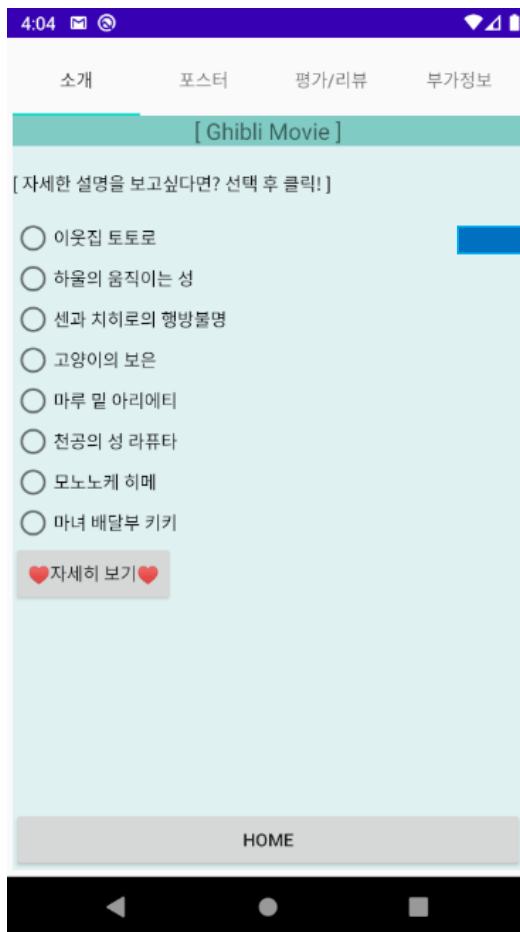 4:04
소개 포스터 평가/리뷰 부가정보
[ Ghibli Movie ]
[ 자세한 설명을 보고싶다면? 선택 후 클릭! ]
이웃집 토토로
하울의 움직이는 성
센과 치히로의 행방불명
고양이의 보은
마루 밑 아리에티
천공의 성 라퓨타
모노노케 히메
마녀 배달부 키키
♥자세히 보기♥
HOME